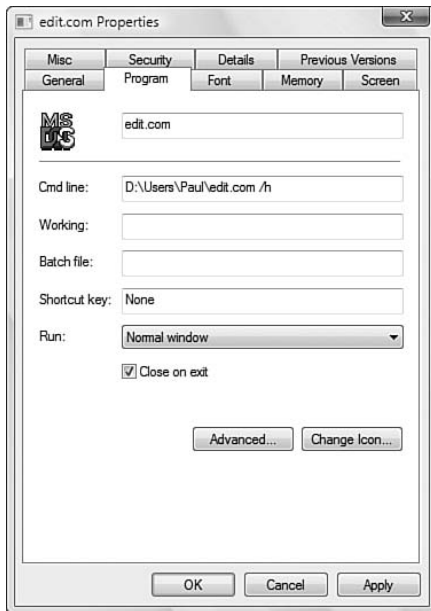 edit.com Properties
Misc Security Details Previous Versions
General Program Font Memory Screen
MS DOS edit.com
Cmd line: D:\Users\Paul\edit.com /h
Working:
Batch file:
Shortcut key: None
Run: Normal window
Close on exit
Advanced... Change Icon...
OK Cancel Apply